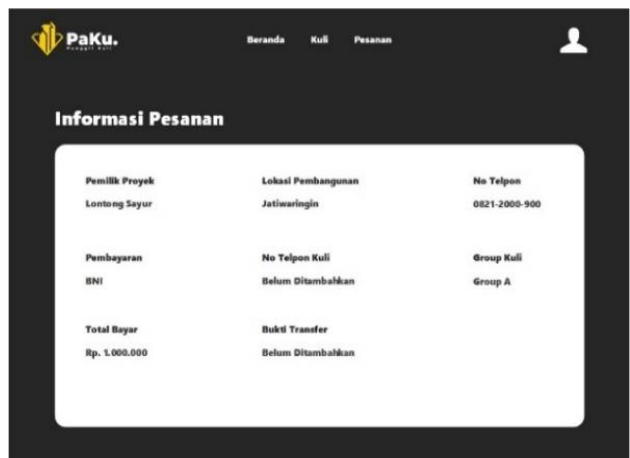 PaKu.
Panggil Kuli
Beranda Kuli Pesanan
Informasi Pesanan
Pemilik Proyek Lokasi Pembangunan No Telpon
Lontong Sayur Jatiwaringin 0821-2000-900
Pembayaran No Telpon Kuli Group Kuli
BNI Belum Ditambahkan Group A
Total Bayar Bukti Transfer
Rp. 1.000.000 Belum Ditambahkan